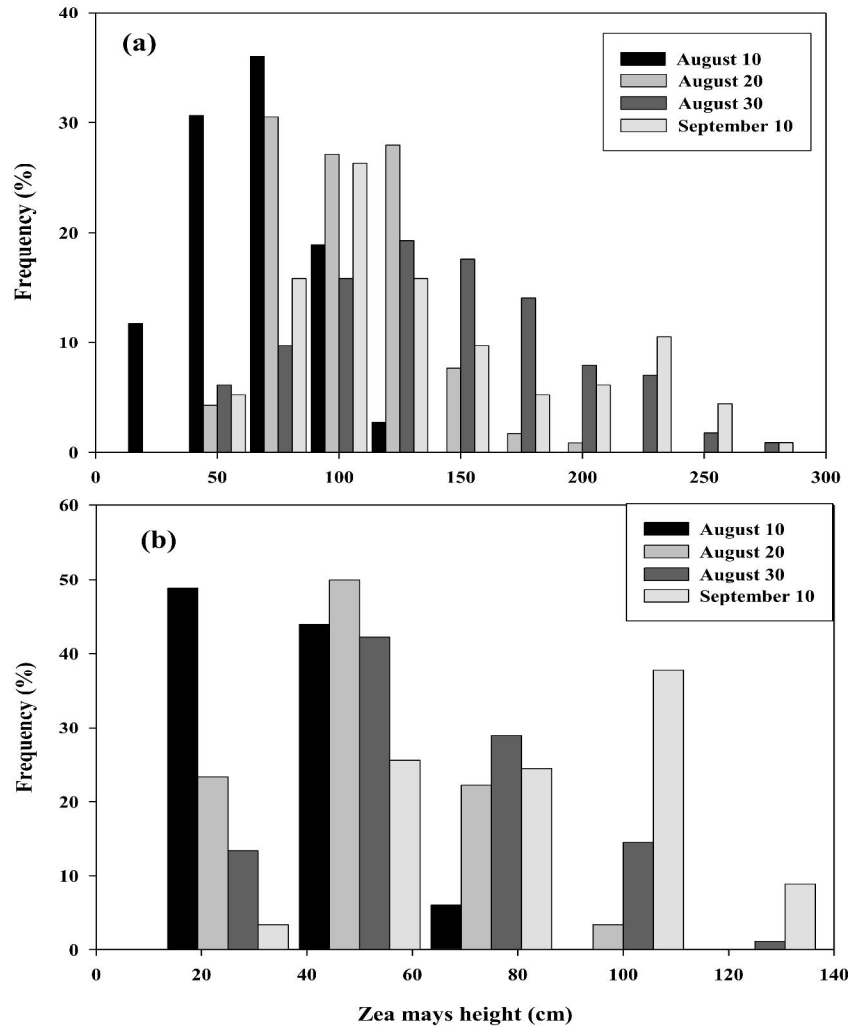 (a)
August 10
August 20
August 30
September 10
Frequency (%)
40
30
20
10
0
0 50 100 150 200 250 300
(b)
August 10
August 20
August 30
September 10
Frequency (%)
60
50
40
30
20
10
0
0 20 40 60 80 100 120 140
Zea mays height (cm)